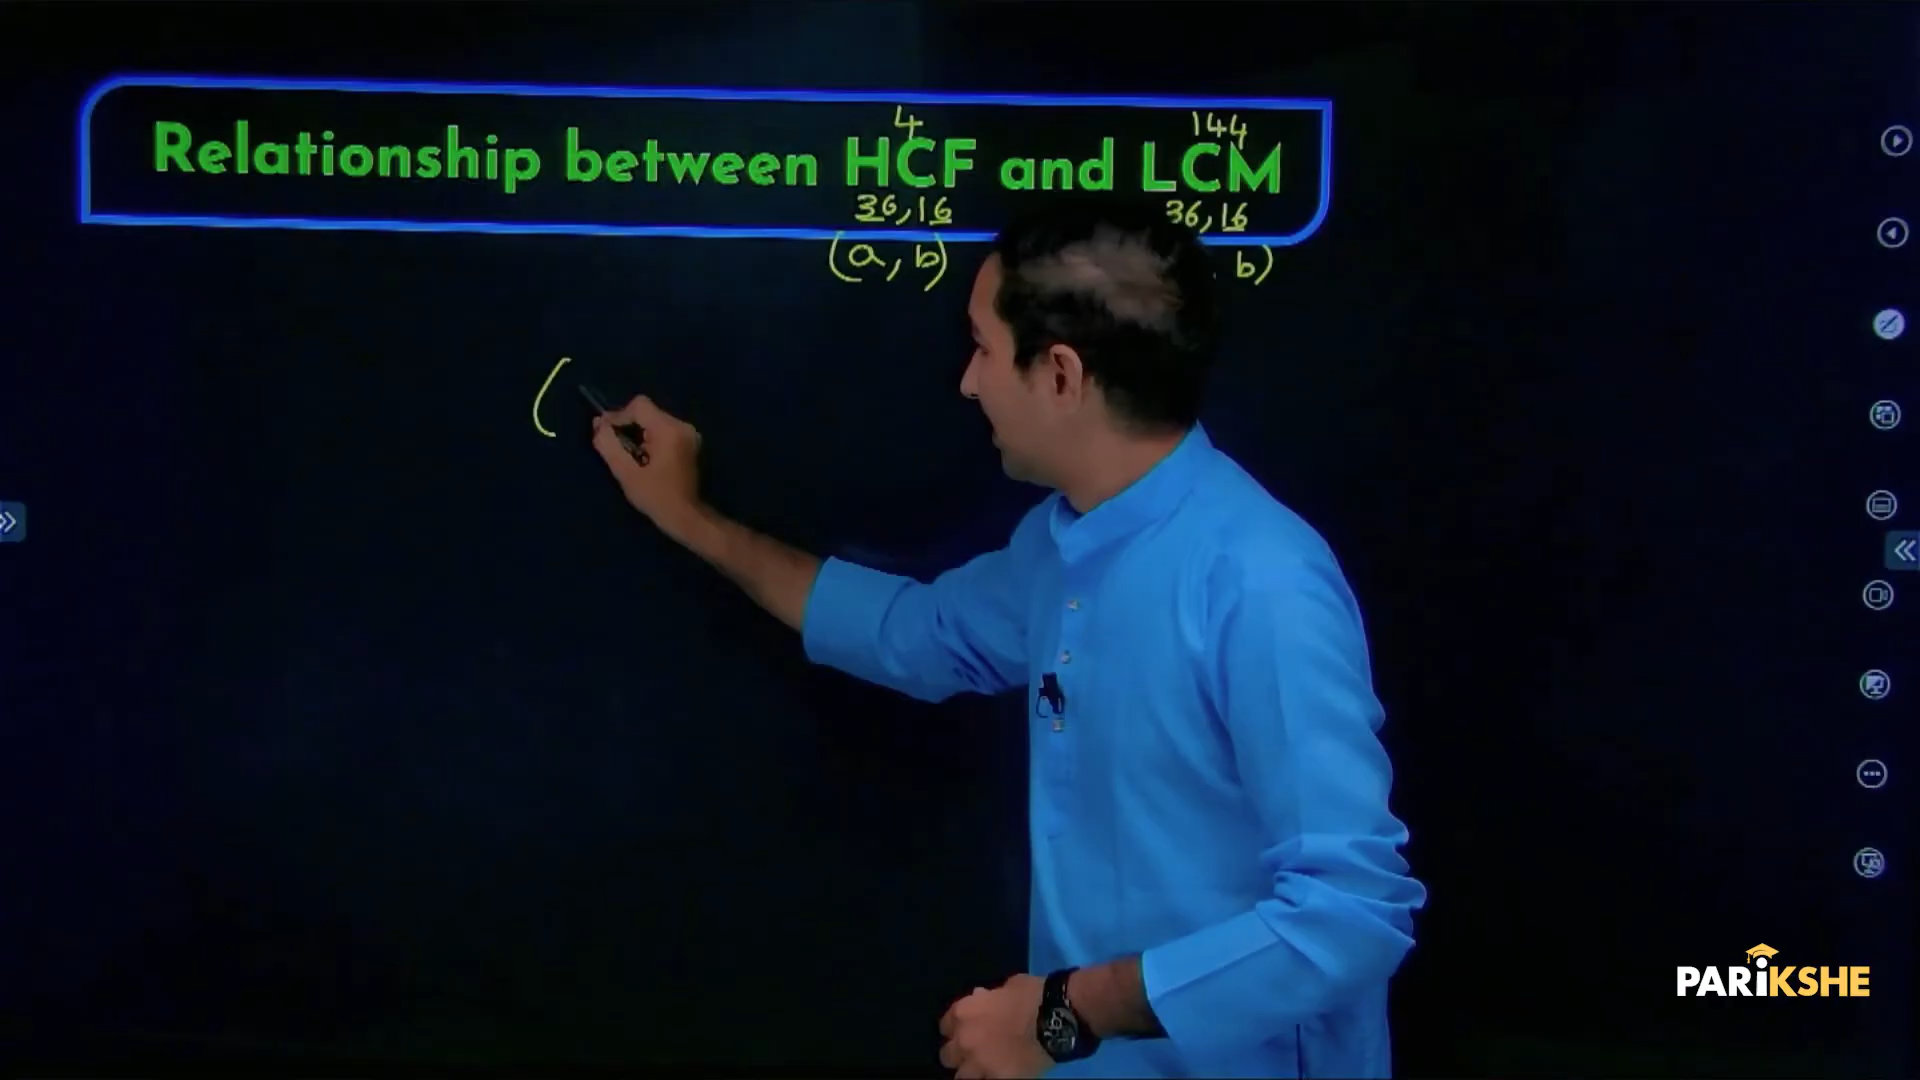 4 144
Relationship between HCF and LCM
36,16 36,16
(a, b) b)
(
PARiKSHE